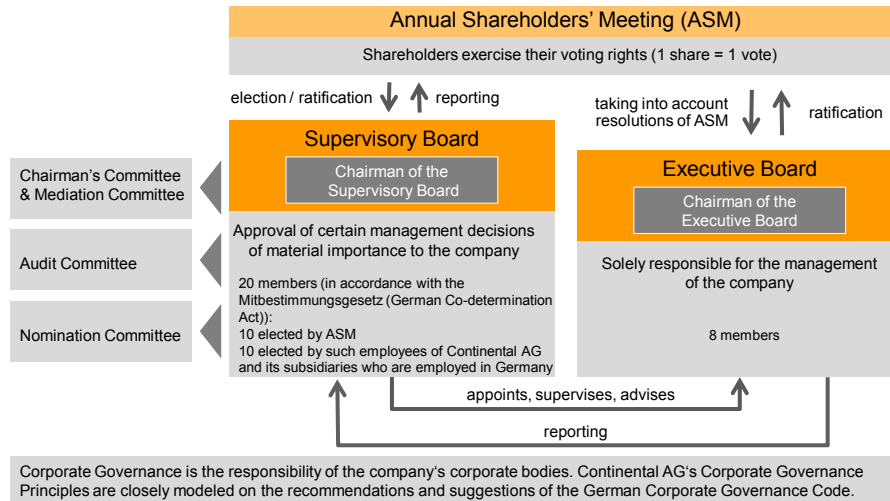 Annual Shareholders’ Meeting (ASM)
Shareholders exercise their voting rights (1 share = 1 vote)
election / ratification
reporting
taking into account
resolutions of ASM
ratification
Supervisory Board
Chairman of the
Supervisory Board
Executive Board
Chairman of the
Executive Board
Chairman’s Committee
& Mediation Committee
Audit Committee
Nomination Committee
Approval of certain management decisions
of material importance to the company
20 members (in accordance with the
Mitbestimmungsgesetz (German Co-determination
Act)):
10 elected by ASM
10 elected by such employees of Continental AG
and its subsidiaries who are employed in Germany
Solely responsible for the management
of the company
8 members
appoints, supervises, advises
reporting
Corporate Governance is the responsibility of the company‘s corporate bodies. Continental AG‘s Corporate Governance
Principles are closely modeled on the recommendations and suggestions of the German Corporate Governance Code.